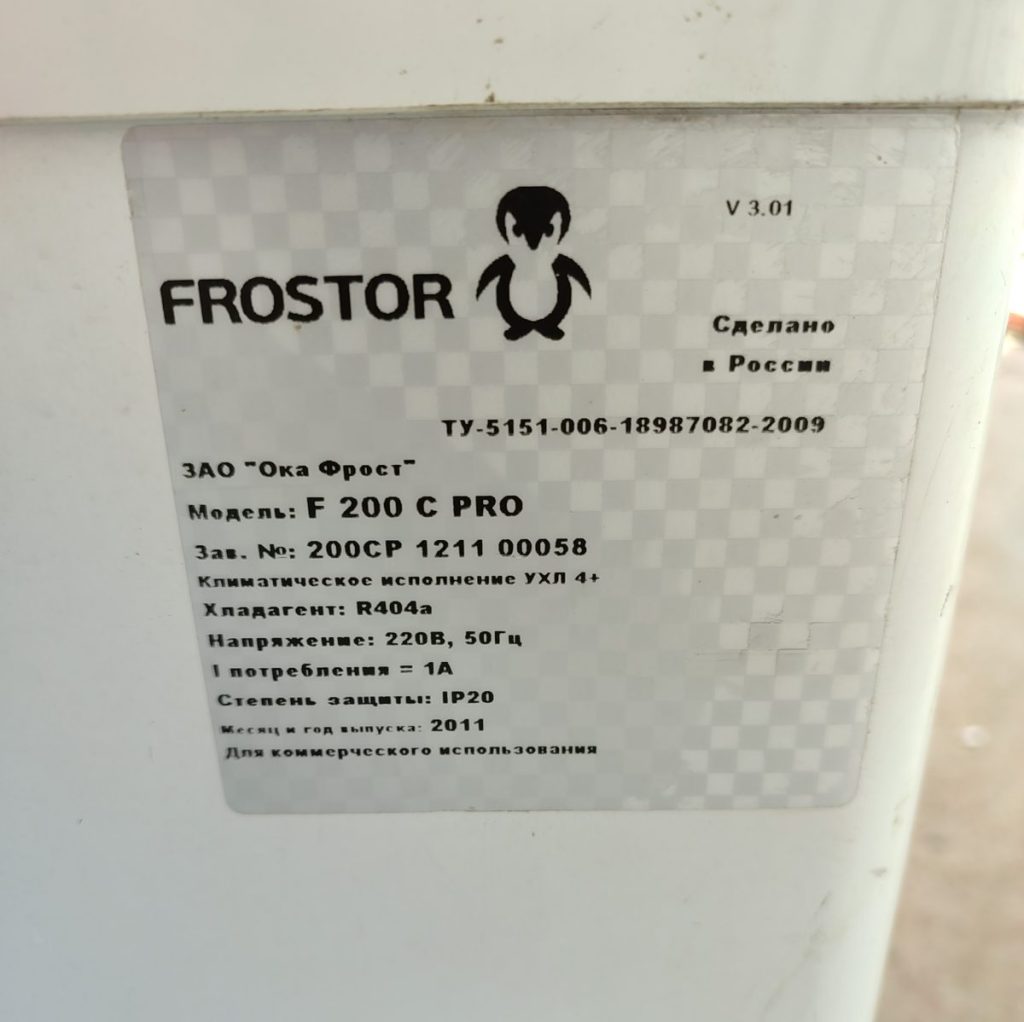 V 3.01
FROSTOR
Сделано
в России
ТУ-5151-006-18987082-2009
ЗАО "Ока Фрост"
Модель: F 200 C PRO
Зав. №: 200CP 1211 00058
Климатическое исполнение УХЛ 4+
Хладагент: R404a
Напряжение: 220В, 50Гц
I потребления = 1А
Степень защиты: IP20
Месяц и год выпуска: 2011
Для коммерческого использования